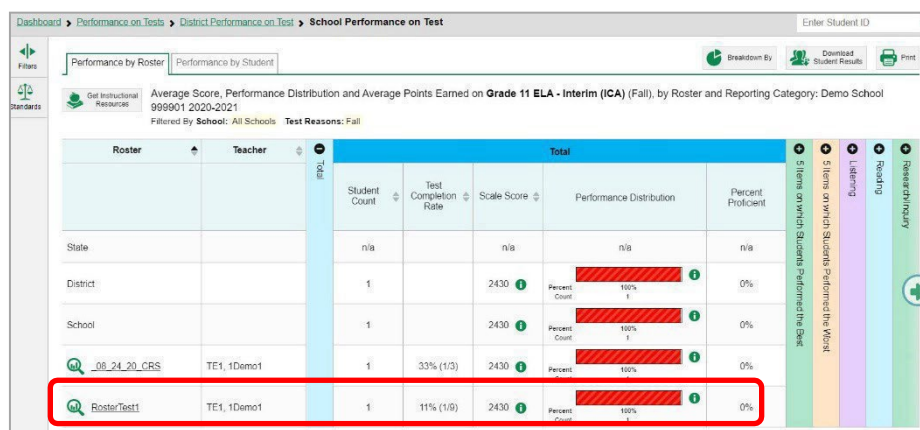 Dashboard > Performance on Tests > District Performance on Test > School Performance on Test
Enter Student ID
Filters
Standards
Performance by Roster
Performance by Student
Breakdown By
Download
Student Results
Print
Get Instructional
Resources
Average Score, Performance Distribution and Average Points Earned on Grade 11 ELA - Interim (ICA) (Fall), by Roster and Reporting Category: Demo School
999901 2020-2021
Filtered By School: All Schools Test Reasons: Fall
Roster Teacher Total Total
Student
Count
Test
Completion
Rate
Scale Score
Performance Distribution
Percent
Proficient
5 Items on which Students Performed the Best
5 Items on which Students Performed the Worst
Listening
Reading
Research/Inquiry
State n/a n/a n/a n/a
District 1 2430 Percent 100% 0%
Count 1
School 1 2430 Percent 100% 0%
Count 1
_08_24_20_CRS TE1, 1Demo1 1 33% (1/3) 2430 Percent 100% 0%
Count 1
RosterTest1 TE1, 1Demo1 1 11% (1/9) 2430 Percent 100% 0%
Count 1